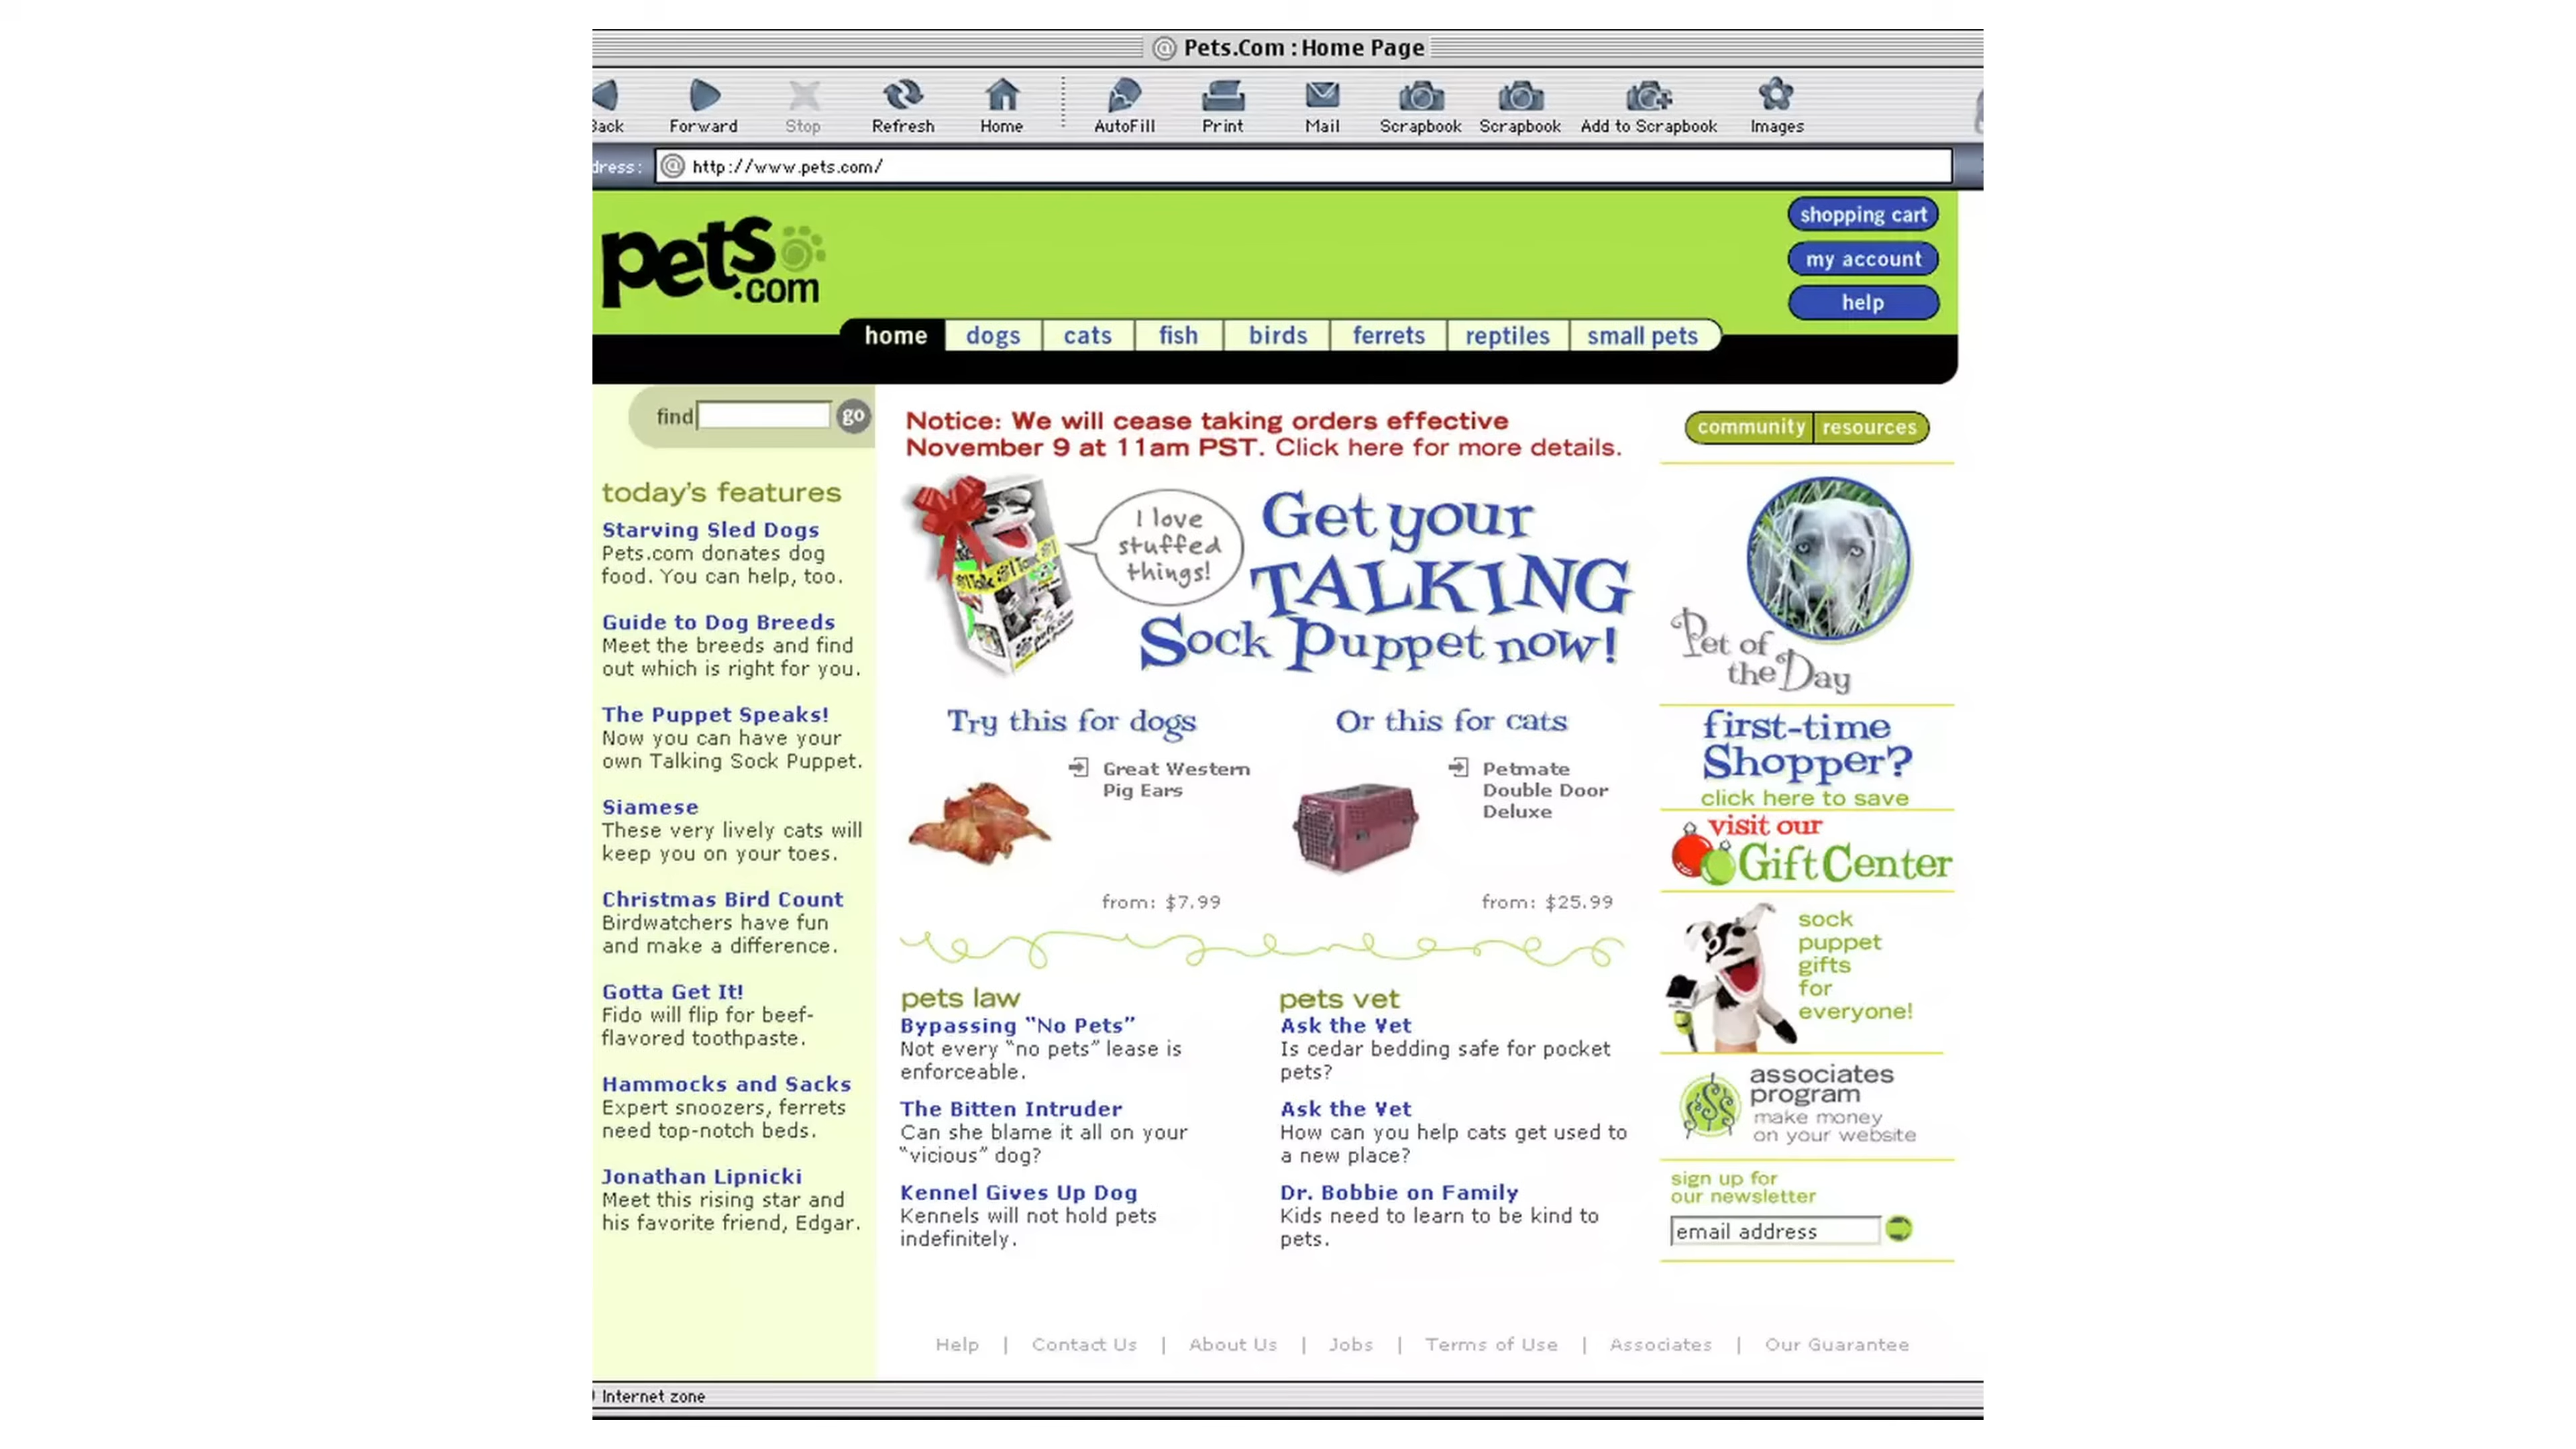 Pets.Com : Home Page
Back
Forward
Stop
Refresh
Home
AutoFill
Print
Mail
Scrapbook
Scrapbook
Add to Scrapbook
Images
dress:
http://www.pets.com/
pets
.com
shopping cart
my account
help
home
dogs
cats
fish
birds
ferrets
reptiles
small pets
find
go
today's features
Starving Sled Dogs
Pets.com donates dog
food. You can help, too.
Guide to Dog Breeds
Meet the breeds and find
out which is right for you.
The Puppet Speaks!
Now you can have your
own Talking Sock Puppet.
Siamese
These very lively cats will
keep you on your toes.
Christmas Bird Count
Birdwatchers have fun
and make a difference.
Gotta Get It!
Fido will flip for beef-
flavored toothpaste.
Hammocks and Sacks
Expert snoozers, ferrets
need top-notch beds.
Jonathan Lipnicki
Meet this rising star and
his favorite friend, Edgar.
Notice: We will cease taking orders effective
November 9 at 11am PST. Click here for more details.
I love
stuffed
things!
Get your
TALKING
Sock Puppet now!
Try this for dogs
Great Western
Pig Ears
from: $7.99
Or this for cats
Petmate
Double Door
Deluxe
from: $25.99
pets law
Bypassing "No Pets"
Not every "no pets" lease is
enforceable.
The Bitten Intruder
Can she blame it all on your
"vicious" dog?
Kennel Gives Up Dog
Kennels will not hold pets
indefinitely.
pets vet
Ask the Vet
Is cedar bedding safe for pocket
pets?
Ask the Vet
How can you help cats get used to
a new place?
Dr. Bobbie on Family
Kids need to learn to be kind to
pets.
community
resources
Pet of
the Day
first-time
Shopper?
click here to save
visit our
Gift Center
sock
puppet
gifts
for
everyone!
associates
program
make money
on your website
sign up for
our newsletter
email address
Help | Contact Us | About Us | Jobs | Terms of Use | Associates | Our Guarantee
Internet zone